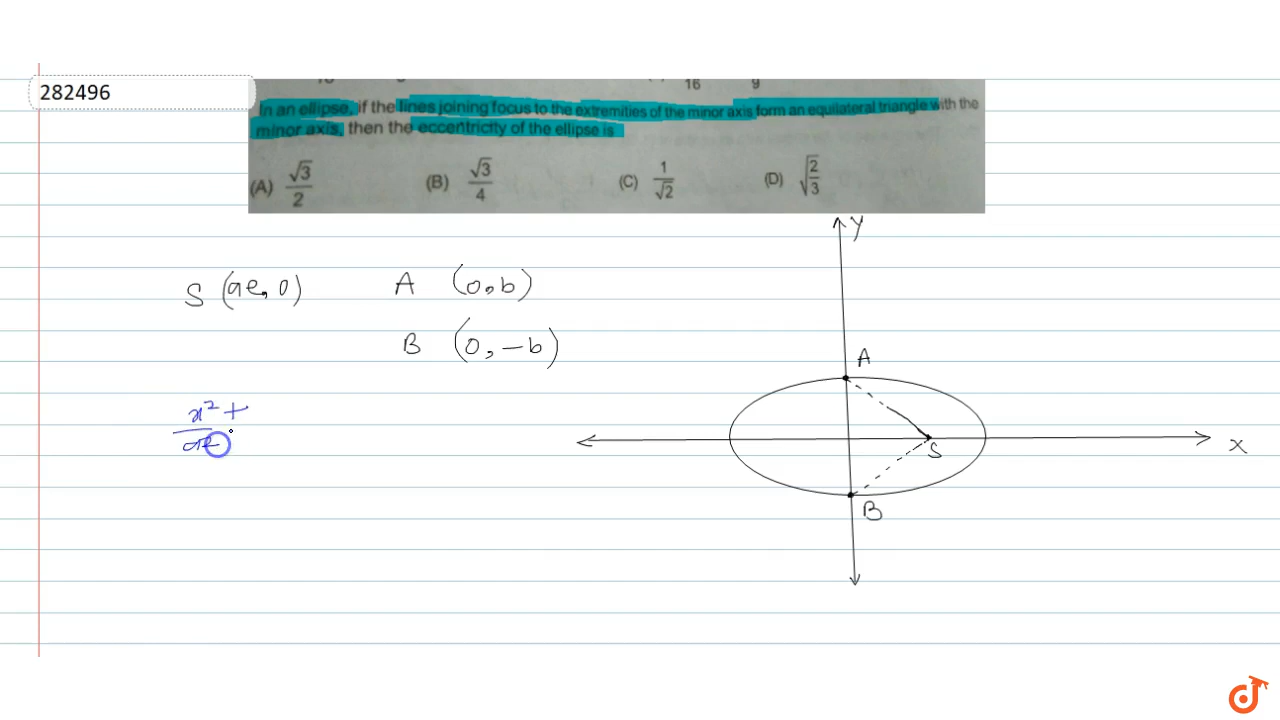 282496
16 9
In an ellipse, if the lines joining focus to the extremities of the minor axis form an equilateral triangle with the
minor axis, then the eccentricity of the ellipse is
(A) √3/2 (B) √3/4 (C) 1/√2 (D) √(2/3)
y
S (ae, 0) A (0, b)
B (0, -b)
A
x² +
S
x
B